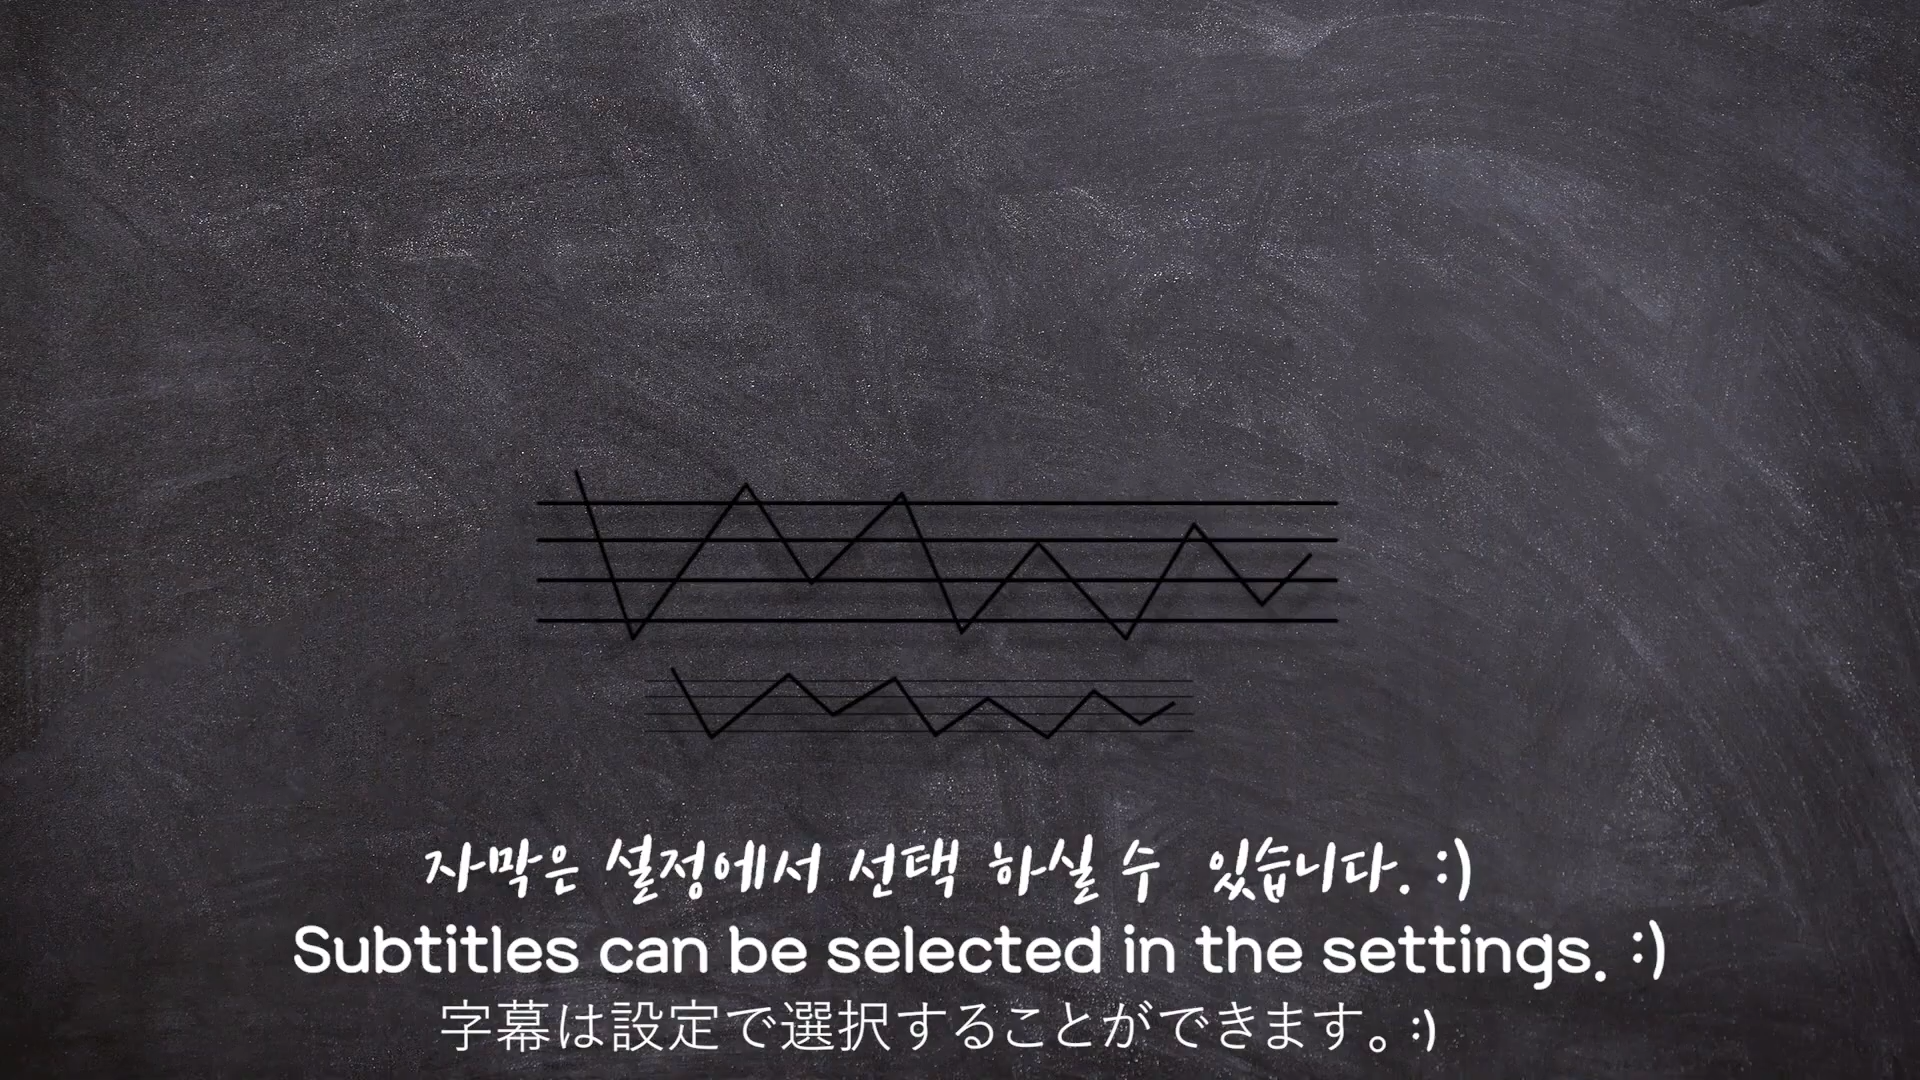 자막은 설정에서 선택 하실 수 있습니다. :)
Subtitles can be selected in the settings. :)
字幕は設定で選択することができます。:)